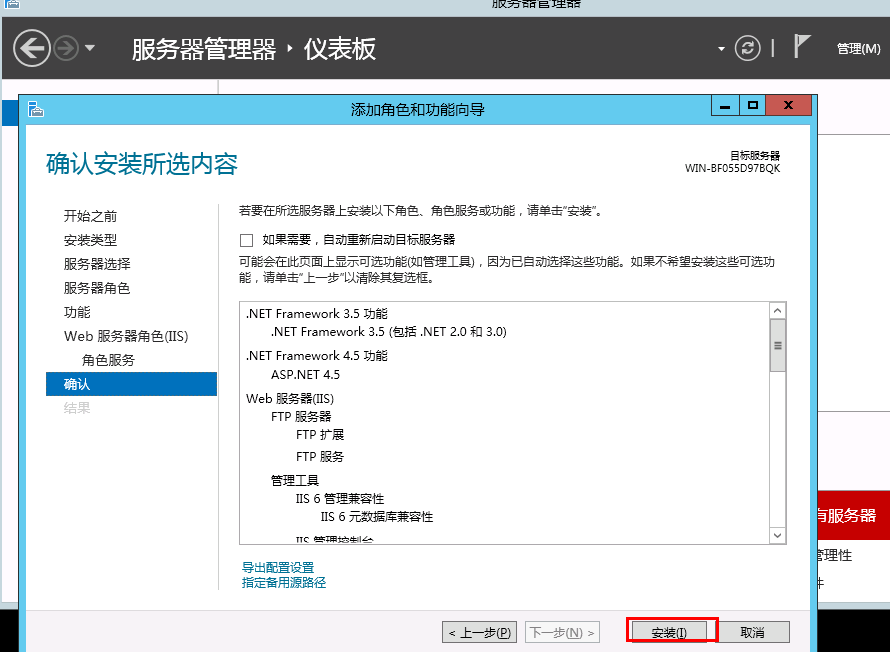 服务器管理器
服务器管理器 ‣ 仪表板
管理(M)
添加角色和功能向导
确认安装所选内容
目标服务器
WIN-BF055D97BQK
开始之前
安装类型
服务器选择
服务器角色
功能
Web 服务器角色(IIS)
角色服务
确认
结果
若要在所选服务器上安装以下角色、角色服务或功能，请单击“安装”。
如果需要，自动重新启动目标服务器
可能会在此页面上显示可选功能(如管理工具)，因为已自动选择这些功能。如果不希望安装这些可选功
能，请单击“上一步”以清除其复选框。
.NET Framework 3.5 功能
.NET Framework 3.5 (包括 .NET 2.0 和 3.0)
.NET Framework 4.5 功能
ASP.NET 4.5
Web 服务器(IIS)
FTP 服务器
FTP 扩展
FTP 服务
管理工具
IIS 6 管理兼容性
IIS 6 元数据库兼容性
IIS 管理控制台
导出配置设置
指定备用源路径
有服务器
管理性
件
< 上一步(P)
下一步(N) >
安装(I)
取消